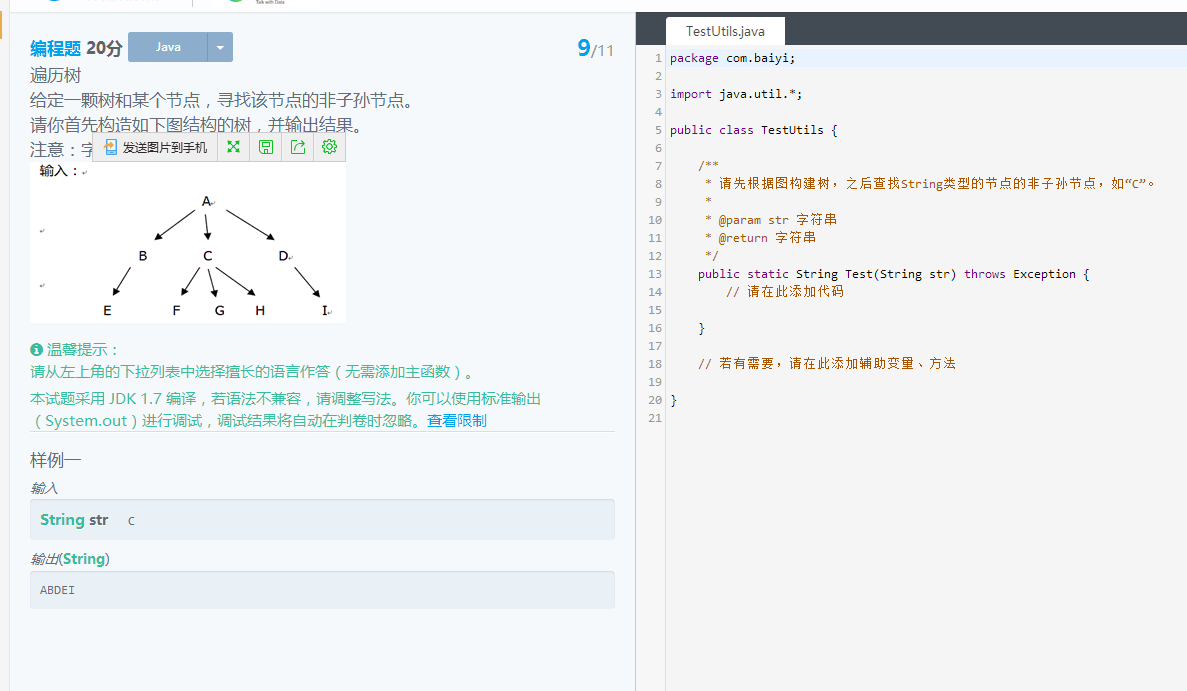 编程题 20分 Java 9/11
遍历树
给定一颗树和某个节点，寻找该节点的非子孙节点。
请你首先构造如下图结构的树，并输出结果。
注意：字
发送图片到手机
输入：
A
B C D
E F G H I
温馨提示：
请从左上角的下拉列表中选择擅长的语言作答（无需添加主函数）。
本试题采用 JDK 1.7 编译，若语法不兼容，请调整写法。你可以使用标准输出
（System.out）进行调试，调试结果将自动在判卷时忽略。查看限制
样例一
输入
String str C
输出(String)
ABDEI
TestUtils.java
1 package com.baiyi;
2
3 import java.util.*;
4
5 public class TestUtils {
6
7 /**
8 * 请先根据图构建树，之后查找String类型的节点的非子孙节点，如“C”。
9 *
10 * @param str 字符串
11 * @return 字符串
12 */
13 public static String Test(String str) throws Exception {
14 // 请在此添加代码
15
16 }
17
18 // 若有需要，请在此添加辅助变量、方法
19
20 }
21